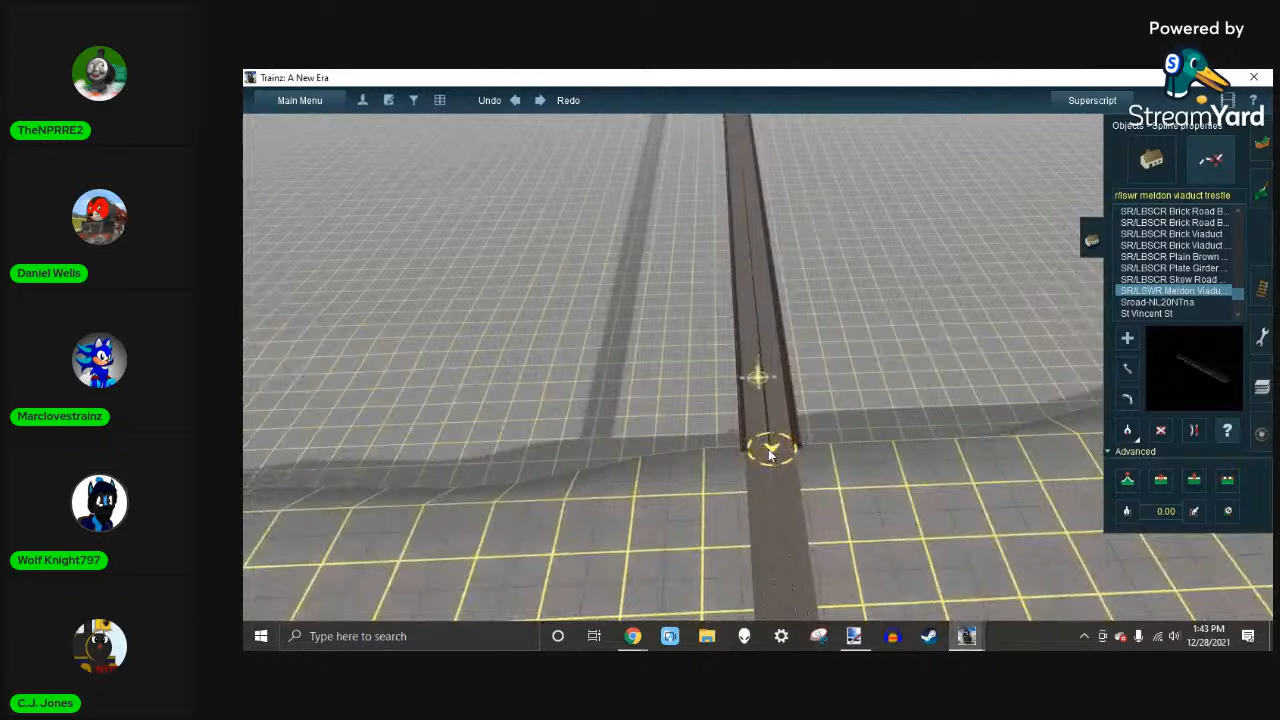 Powered by
StreamYard
TheNPRRE2
Daniel Wells
Marclovestrainz
Wolf Knight797
C.J. Jones
Trainz: A New Era
Main Menu
Undo
Redo
Superscript
?
Objects - Spline properties
r/lswr meldon viaduct trestle
SR/LBSCR Brick Road B...
SR/LBSCR Brick Road B...
SR/LBSCR Brick Viaduct
SR/LBSCR Brick Viaduct ...
SR/LBSCR Plain Brown ...
SR/LBSCR Plate Girder ...
SR/LBSCR Skew Road ...
SR/LSWR Meldon Viadu...
Sroad-NL20NTna
St Vincent St
?
Advanced
0.00
Type here to search
1:43 PM
12/28/2021